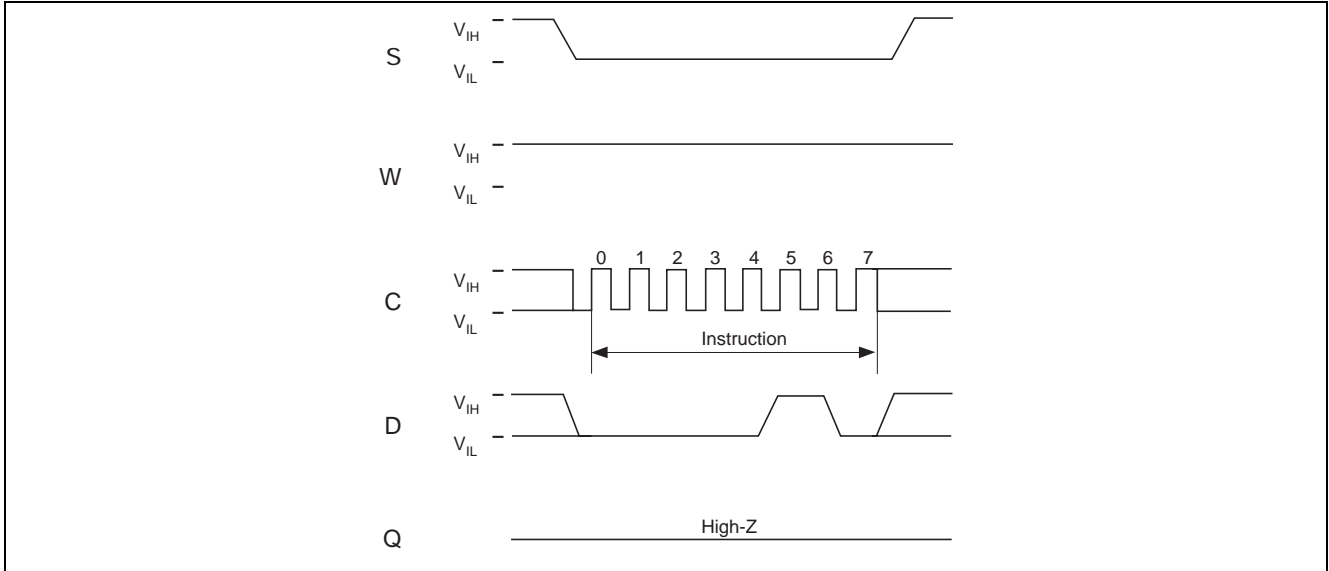 V_IH
S
V_IL
V_IH
W
V_IL
0 1 2 3 4 5 6 7
V_IH
C
V_IL
Instruction
V_IH
D
V_IL
High-Z
Q